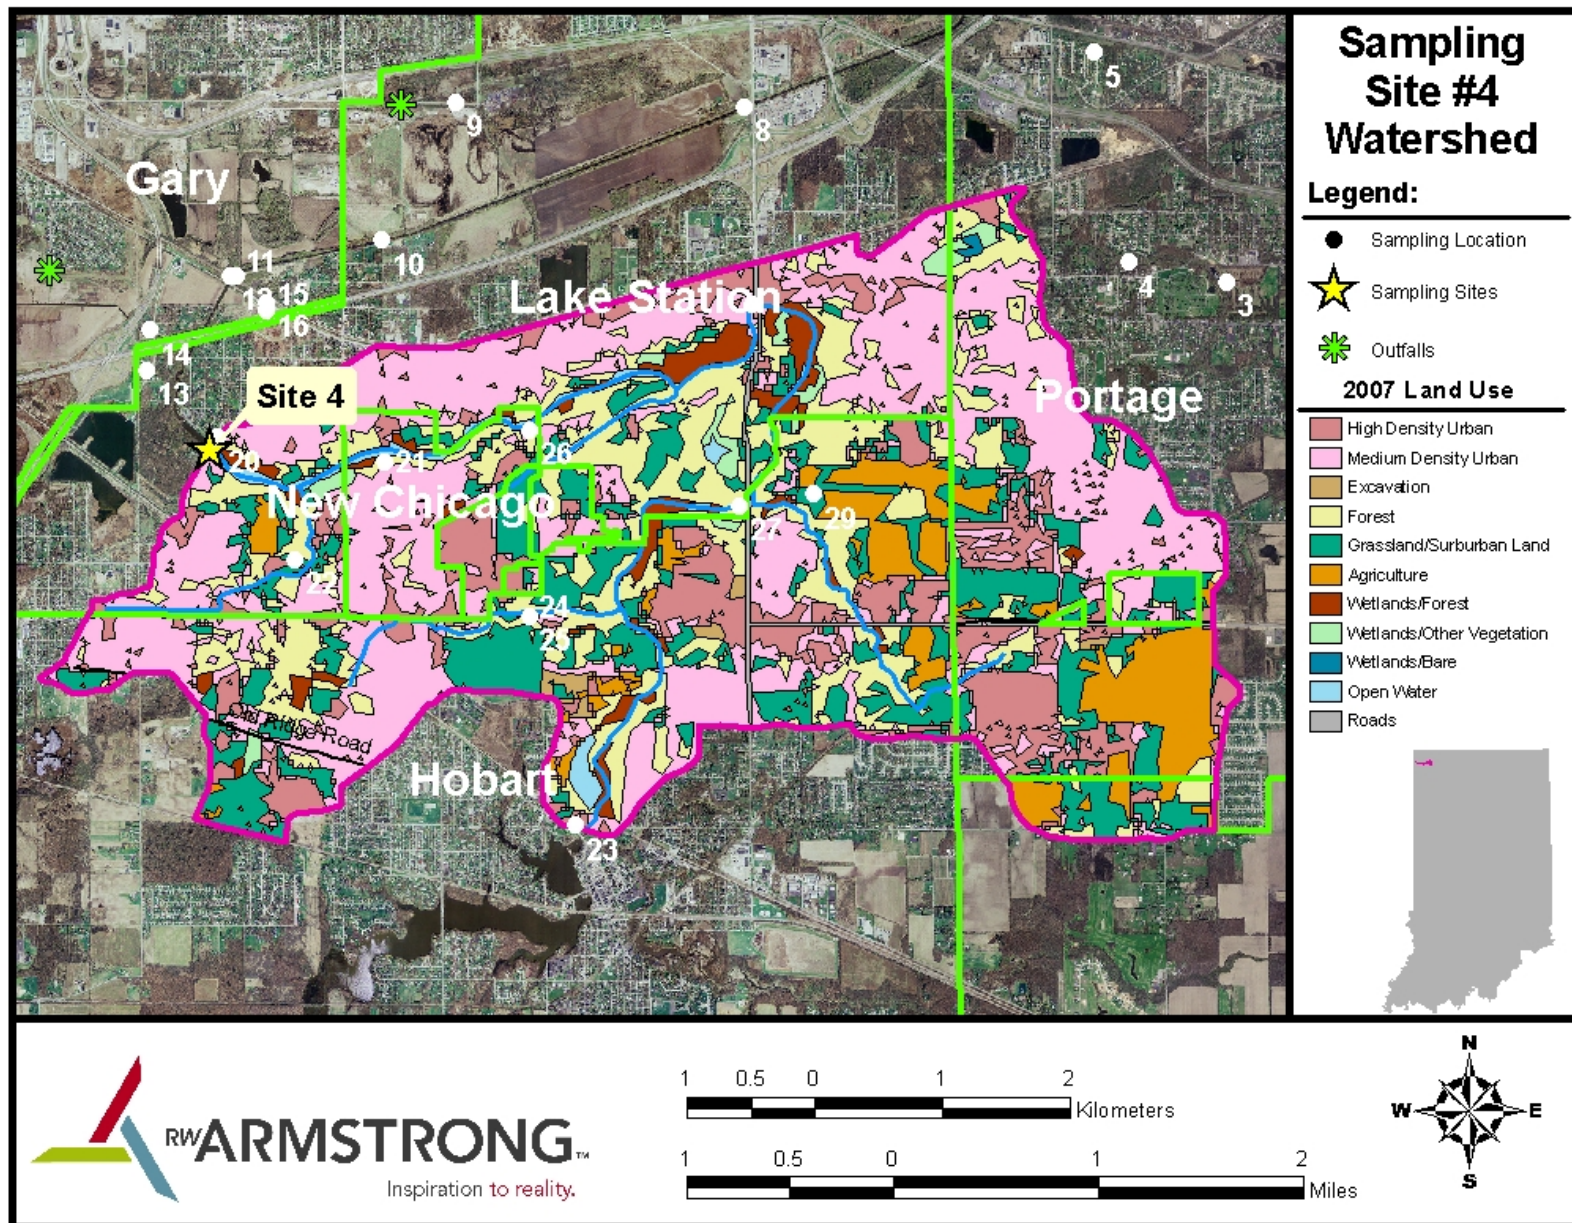 Sampling
Site #4
Watershed
Legend:
Sampling Location
Sampling Sites
Outfalls
2007 Land Use
High Density Urban
Medium Density Urban
Excavation
Forest
Grassland/Surburban Land
Agriculture
Wetlands/Forest
Wetlands/Other Vegetation
Wetlands/Bare
Open Water
Roads
5
9
8
Gary
11
10
4
3
15
16
Lake Station
14
13
Site 4
Portage
20
21
26
New Chicago
27
29
22
24
25
Ridge Road
Hobart
23
RWARMSTRONG™
Inspiration to reality.
1 0.5 0 1 2
Kilometers
1 0.5 0 1 2
Miles
N
W
E
S